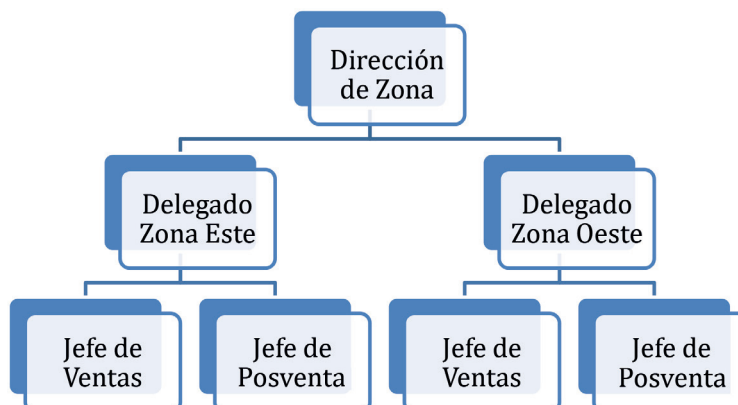 Dirección
de Zona
Delegado
Zona Este
Delegado
Zona Oeste
Jefe de
Ventas
Jefe de
Posventa
Jefe de
Ventas
Jefe de
Posventa